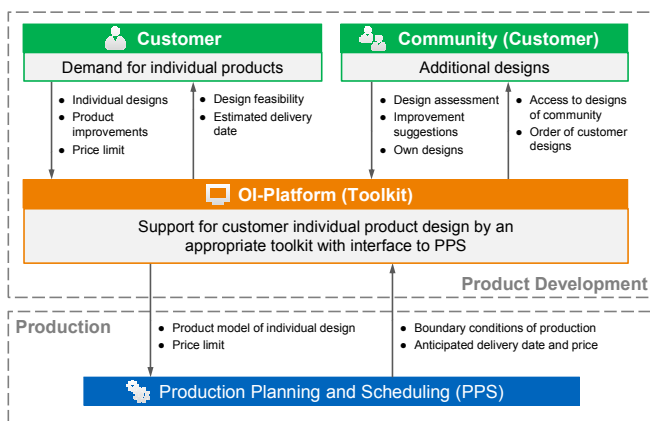 Customer
Demand for individual products
Community (Customer)
Additional designs
● Individual designs
● Product
improvements
● Price limit
● Design feasibility
● Estimated delivery
date
● Design assessment
● Improvement
suggestions
● Own designs
● Access to designs
of community
● Order of customer
designs
OI-Platform (Toolkit)
Support for customer individual product design by an
appropriate toolkit with interface to PPS
Product Development
Production
● Product model of individual design
● Price limit
● Boundary conditions of production
● Anticipated delivery date and price
Production Planning and Scheduling (PPS)